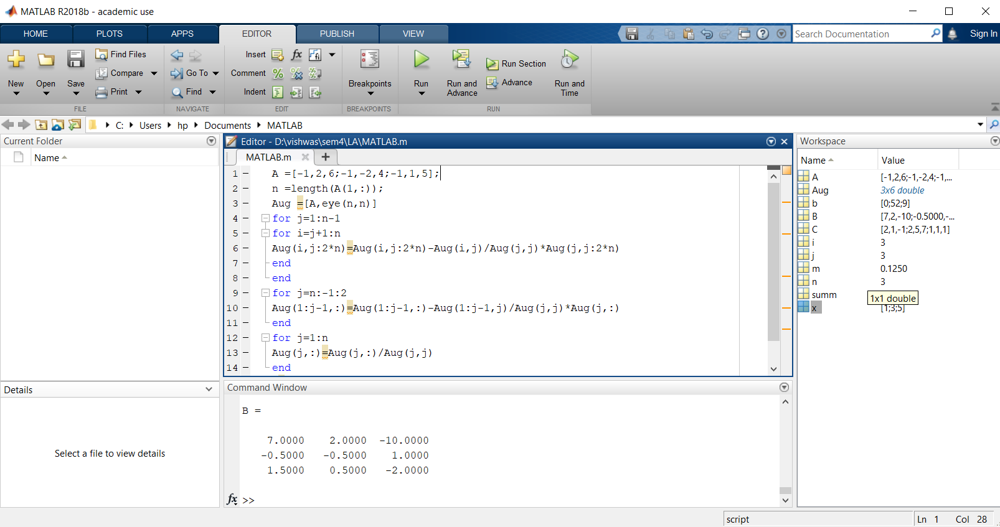 MATLAB R2018b - academic use
HOME PLOTS APPS EDITOR PUBLISH VIEW
Search Documentation
Sign In
New
Open
Save
Find Files
Compare
Print
FILE
Go To
Find
NAVIGATE
Insert
Comment
Indent
fx
EDIT
Breakpoints
BREAKPOINTS
Run
Run and
Advance
Run Section
Advance
Run and
Time
RUN
C: Users hp Documents MATLAB
Current Folder
Name
Details
Select a file to view details
Editor - D:\vishwas\sem4\LA\MATLAB.m
MATLAB.m
1 – A =[-1,2,6;-1,-2,4;-1,1,5];
2 – n =length(A(1,:));
3 – Aug =[A,eye(n,n)]
4 – for j=1:n-1
5 – for i=j+1:n
6 – Aug(i,j:2*n)=Aug(i,j:2*n)-Aug(i,j)/Aug(j,j)*Aug(j,j:2*n)
7 – end
8 – end
9 – for j=n:-1:2
10 – Aug(1:j-1,:)=Aug(1:j-1,:)-Aug(1:j-1,j)/Aug(j,j)*Aug(j,:)
11 – end
12 – for j=1:n
13 – Aug(j,:)=Aug(j,:)/Aug(j,j)
14 – end
Command Window
B =
7.0000 2.0000 -10.0000
-0.5000 -0.5000 1.0000
1.5000 0.5000 -2.0000
fx >>
Workspace
Name Value
A [-1,2,6;-1,-2,4;-1,...
Aug 3x6 double
b [0;52;9]
B [7,2,-10;-0.5000,-...
C [2,1,-1;2,5,7;1,1,1]
i 3
j 3
m 0.1250
n 3
summ
1x1 double
x [1;3;5]
script
Ln 1 Col 28